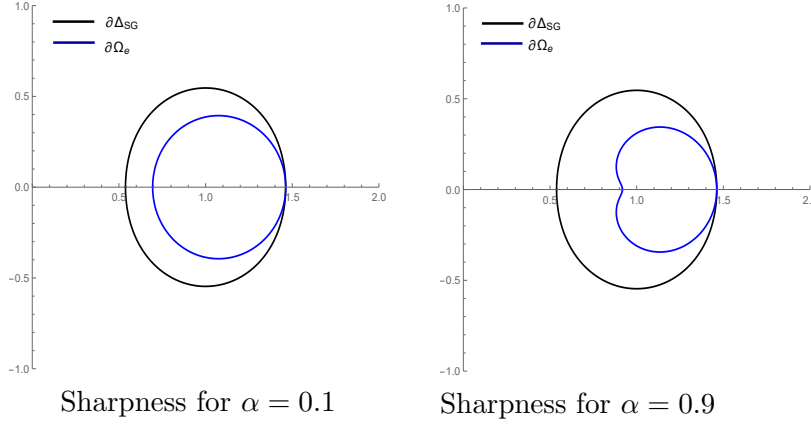 1.0
∂Δ_SG
∂Ω_e
0.5
0.0
0.5 1.0 1.5 2.0
-0.5
-1.0
Sharpness for α = 0.1
1.0
∂Δ_SG
∂Ω_e
0.5
0.0
0.5 1.0 1.5 2.
-0.5
-1.0
Sharpness for α = 0.9